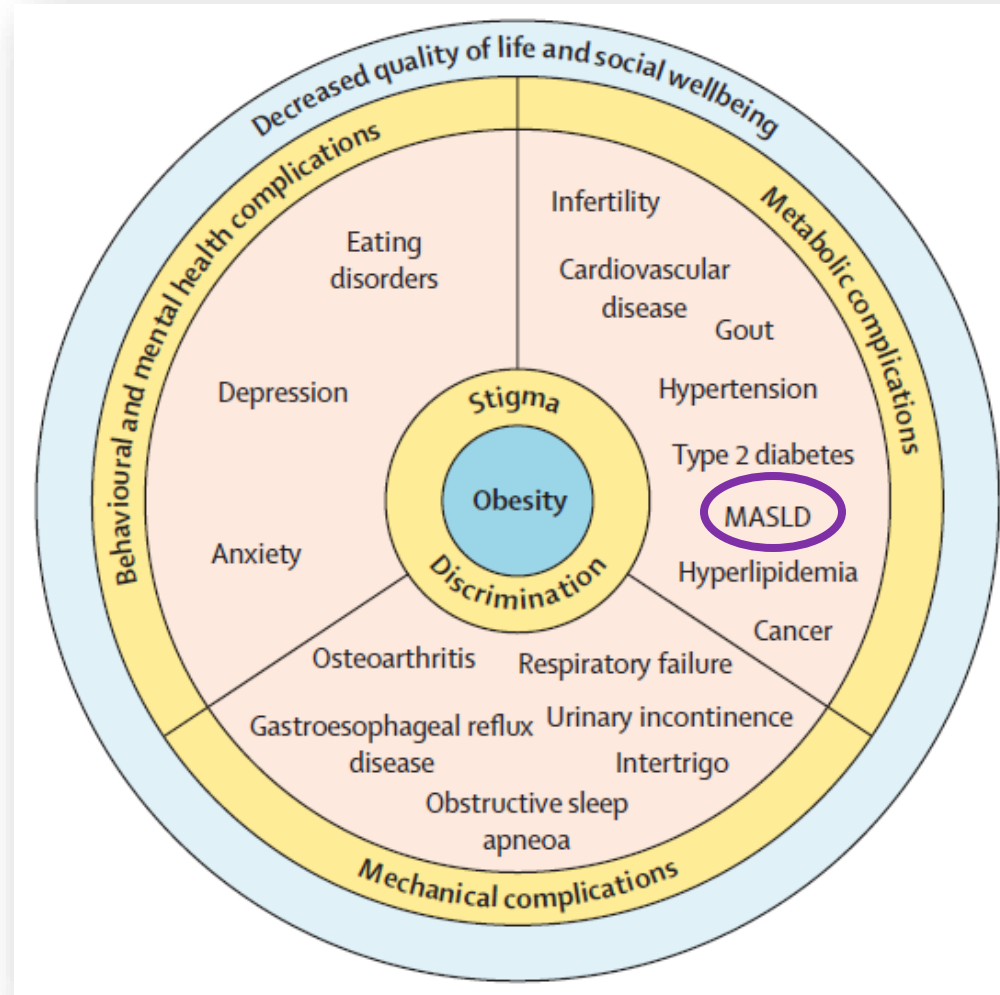 Decreased quality of life and social wellbeing
Behavioural and mental health complications
Metabolic complications
Infertility
Eating
disorders
Cardiovascular
disease
Gout
Depression
Stigma
Hypertension
Type 2 diabetes
Obesity
MASLD
Anxiety
Discrimination
Hyperlipidemia
Cancer
Osteoarthritis
Respiratory failure
Gastroesophageal reflux
disease
Urinary incontinence
Intertrigo
Obstructive sleep
apneoa
Mechanical complications